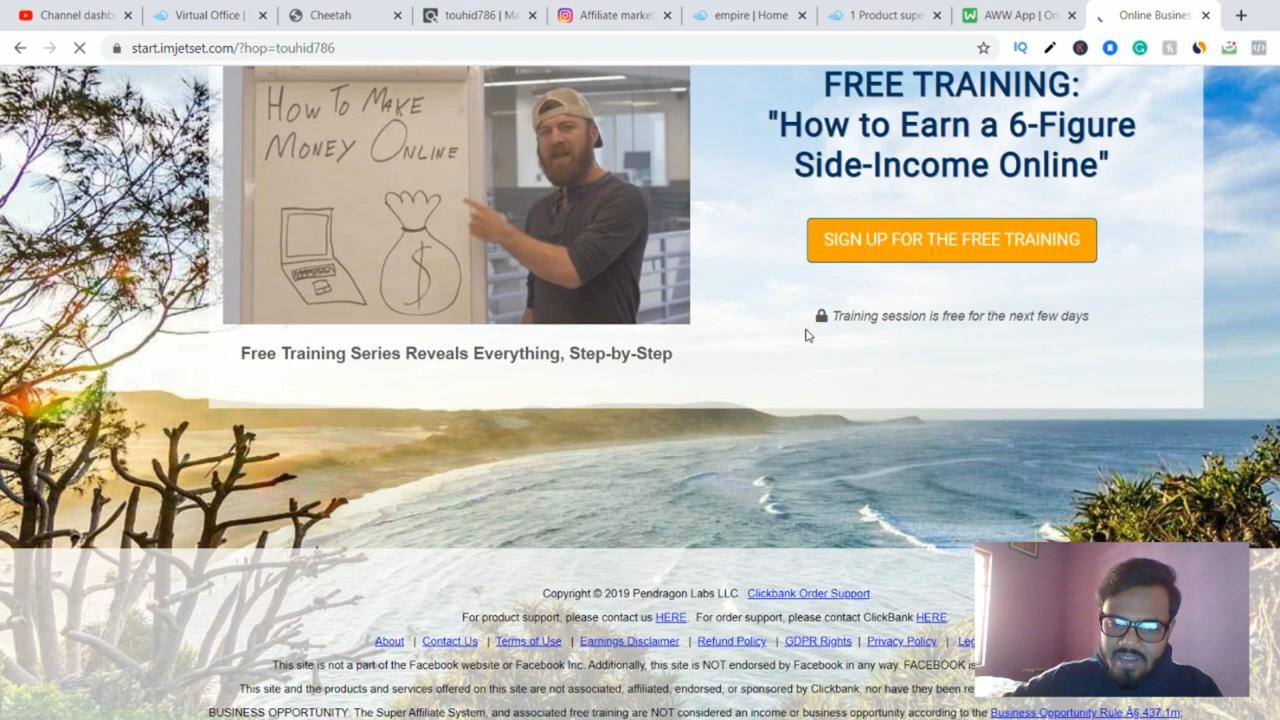 Channel dashb
Virtual Office |
Cheetah
touhid786 | Ma
Affiliate market
empire | Home
1 Product supe
AWW App | On
Online Busines
start.imjetset.com/?hop=touhid786
IQ
HOW TO MAKE
MONEY ONLINE
$
FREE TRAINING:
"How to Earn a 6-Figure
Side-Income Online"
SIGN UP FOR THE FREE TRAINING
Training session is free for the next few days
Free Training Series Reveals Everything, Step-by-Step
Copyright © 2019 Pendragon Labs LLC. Clickbank Order Support
For product support, please contact us HERE. For order support, please contact ClickBank HERE.
About | Contact Us | Terms of Use | Earnings Disclaimer | Refund Policy | GDPR Rights | Privacy Policy | Leg
This site is not a part of the Facebook website or Facebook Inc. Additionally, this site is NOT endorsed by Facebook in any way. FACEBOOK is
This site and the products and services offered on this site are not associated, affiliated, endorsed, or sponsored by Clickbank, nor have they been re
BUSINESS OPPORTUNITY: The Super Affiliate System, and associated free training are NOT considered an income or business opportunity according to the Business Opportunity Rule Â§ 437.1m;